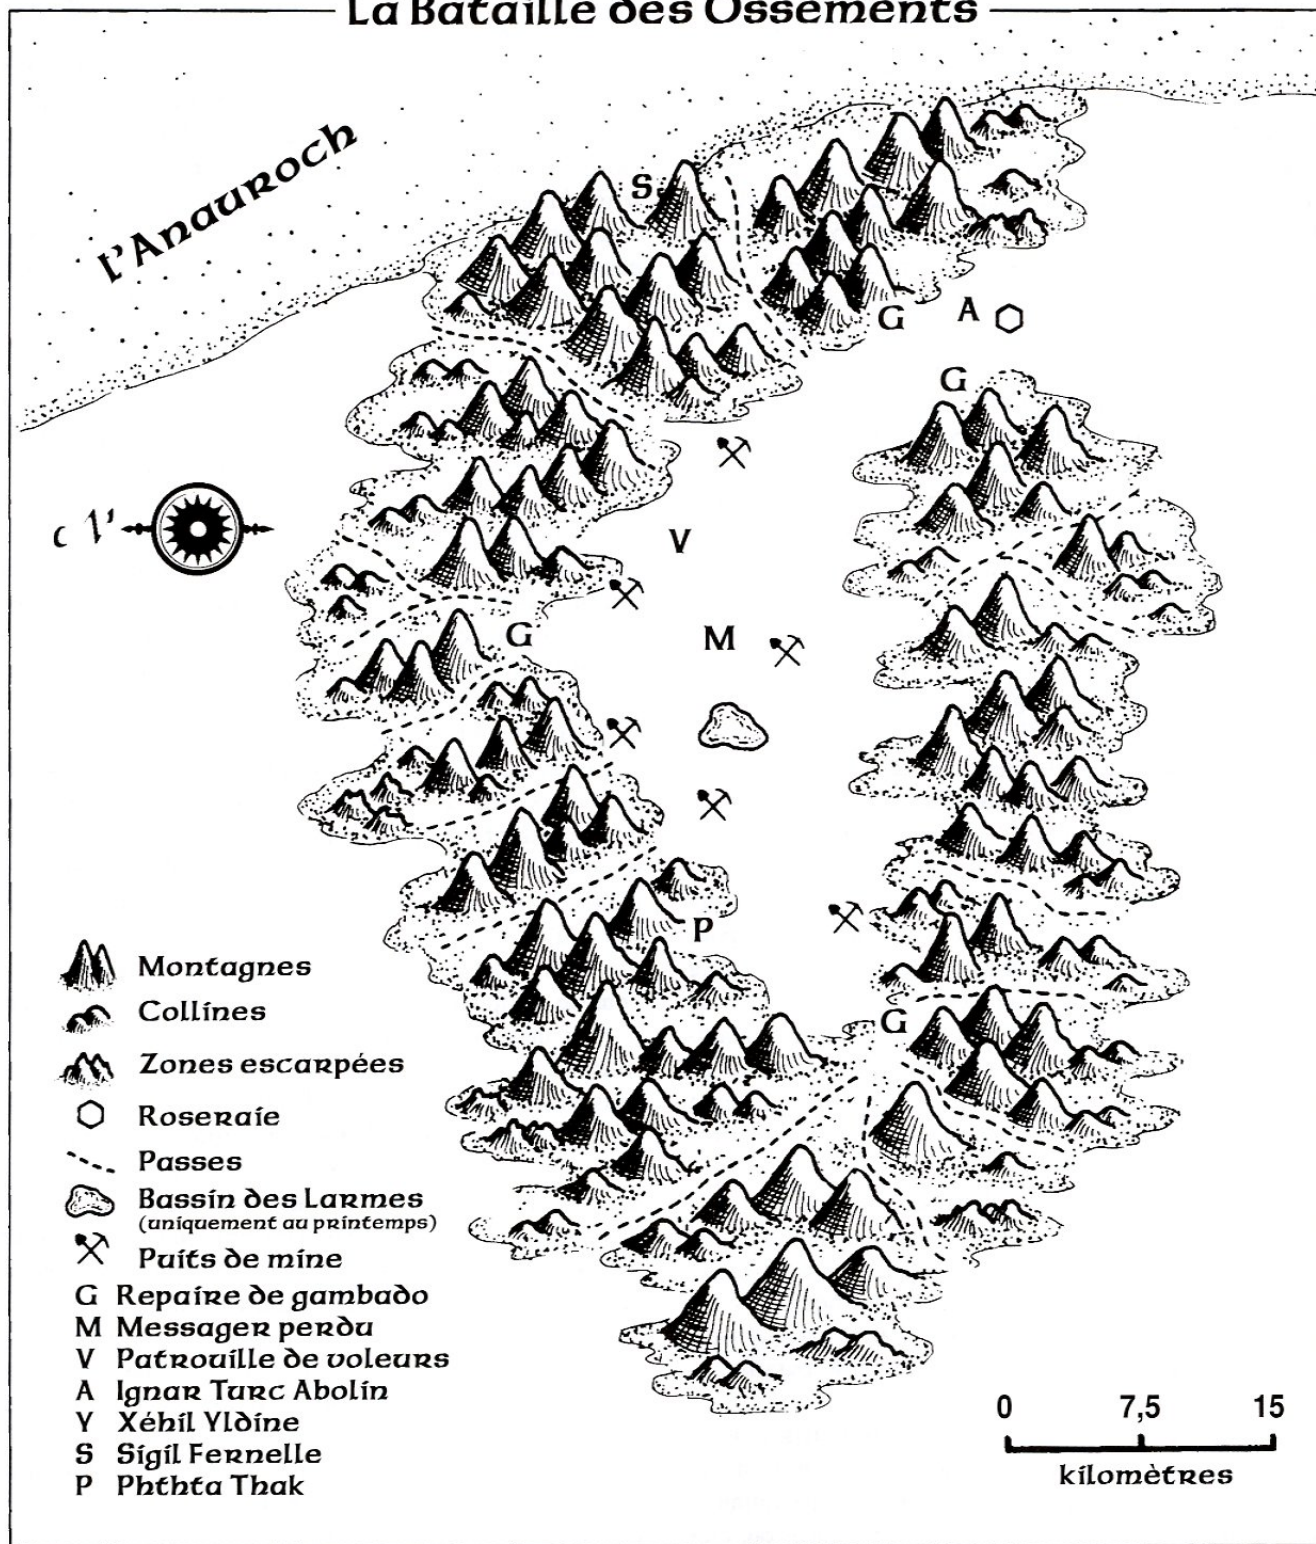 La Bataille des Ossements
L'Anauroch
S
G
A
G
V
M
G
P
G
Montagnes
Collines
Zones escarpées
Roseraie
Passes
Bassin des Larmes
(uniquement au printemps)
Puits de mine
G Repaire de gambado
M Messager perdu
V Patrouille de voleurs
A Ignar Turc Abolin
Y Xéhil Yldine
S Sigil Fernelle
P Phthta Thak
0 7,5 15
kilomètres